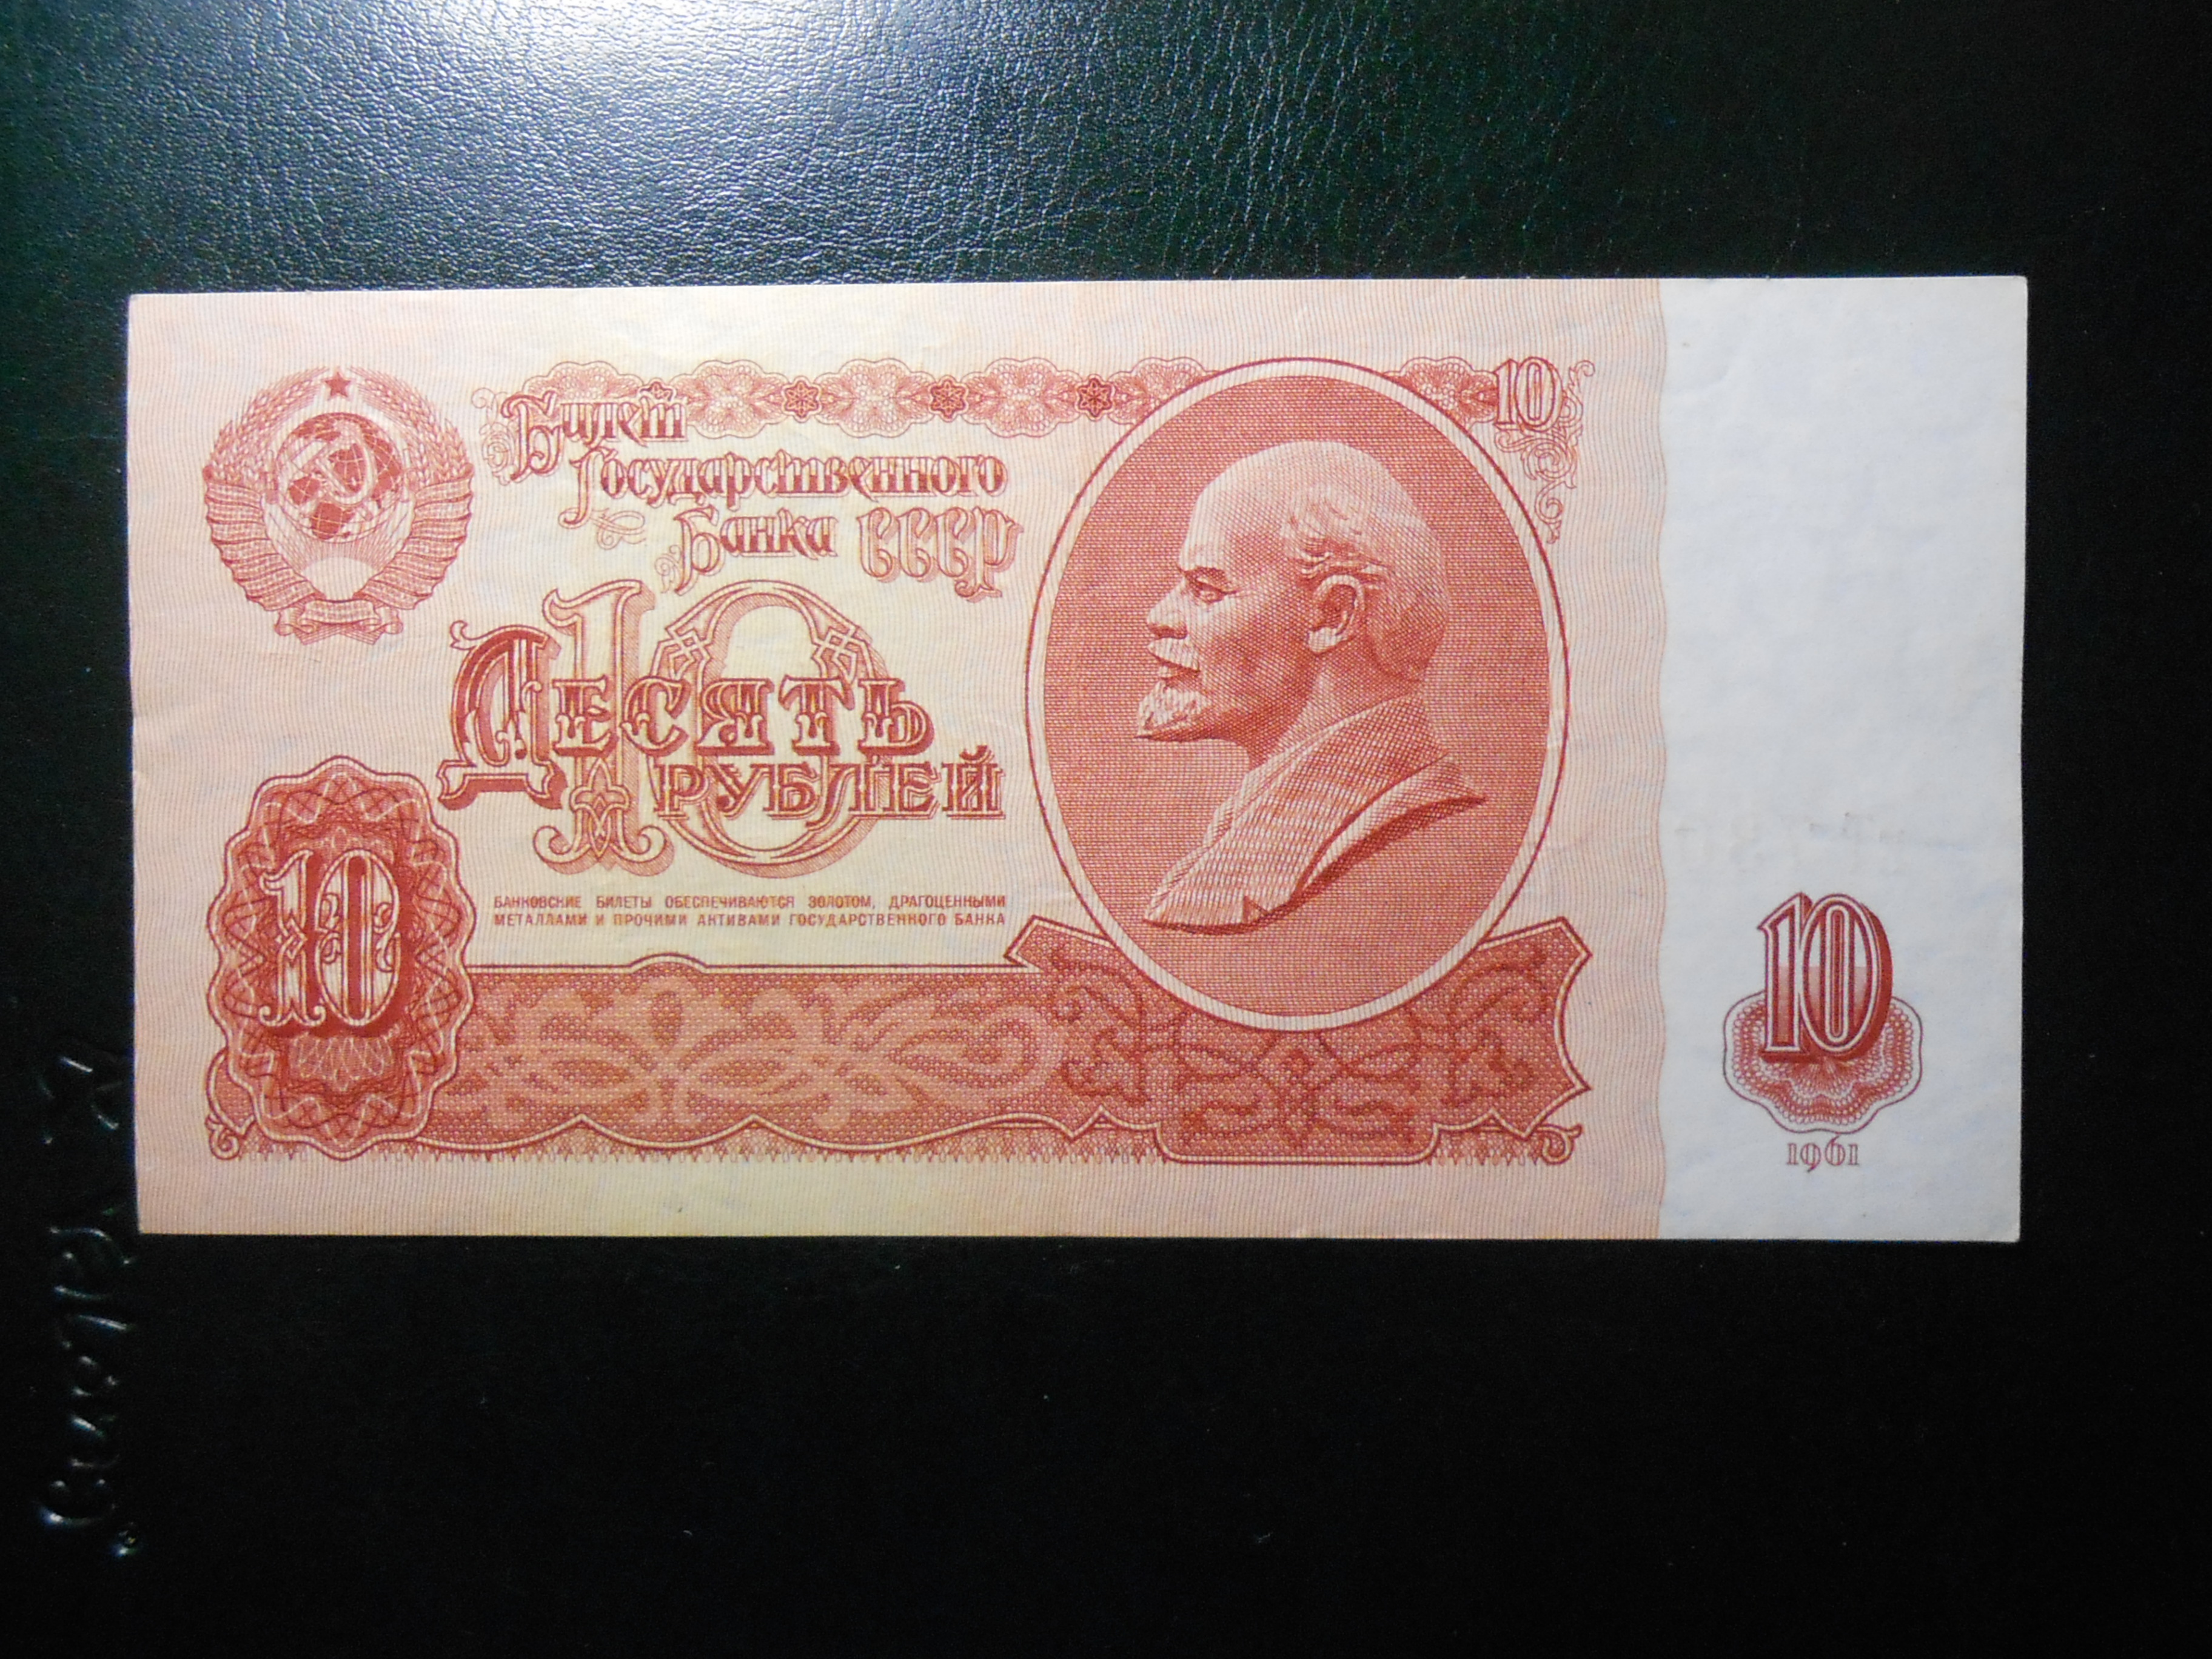 10
Билет
Государственного
Банка СССР
10
Десять
рублей
БАНКОВСКИЕ БИЛЕТЫ ОБЕСПЕЧИВАЮТСЯ ЗОЛОТОМ, ДРАГОЦЕННЫМИ
МЕТАЛЛАМИ И ПРОЧИМИ АКТИВАМИ ГОСУДАРСТВЕННОГО БАНКА
10
10
1961